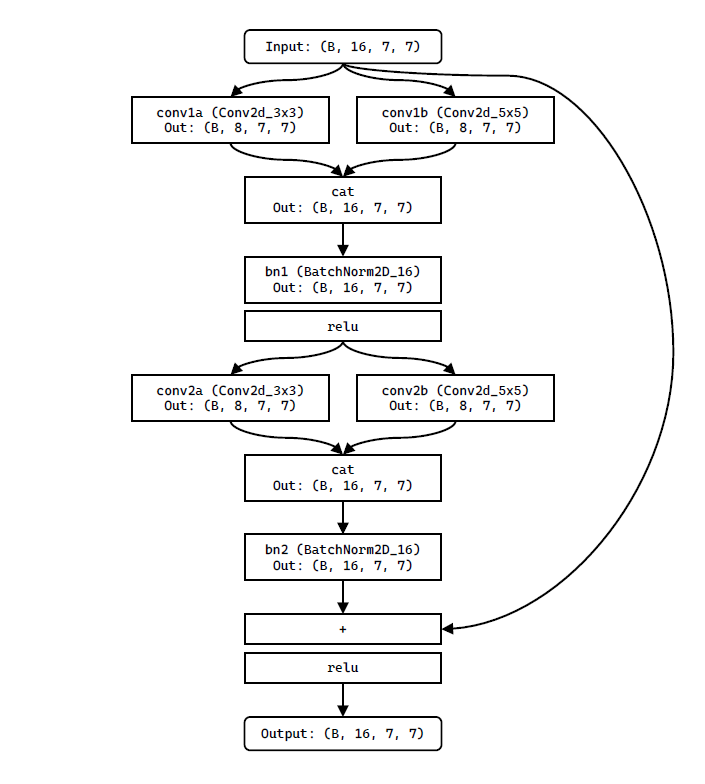 Input: (B, 16, 7, 7)
conv1a (Conv2d_3x3)
Out: (B, 8, 7, 7)
conv1b (Conv2d_5x5)
Out: (B, 8, 7, 7)
cat
Out: (B, 16, 7, 7)
bn1 (BatchNorm2D_16)
Out: (B, 16, 7, 7)
relu
conv2a (Conv2d_3x3)
Out: (B, 8, 7, 7)
conv2b (Conv2d_5x5)
Out: (B, 8, 7, 7)
cat
Out: (B, 16, 7, 7)
bn2 (BatchNorm2D_16)
Out: (B, 16, 7, 7)
+
relu
Output: (B, 16, 7, 7)